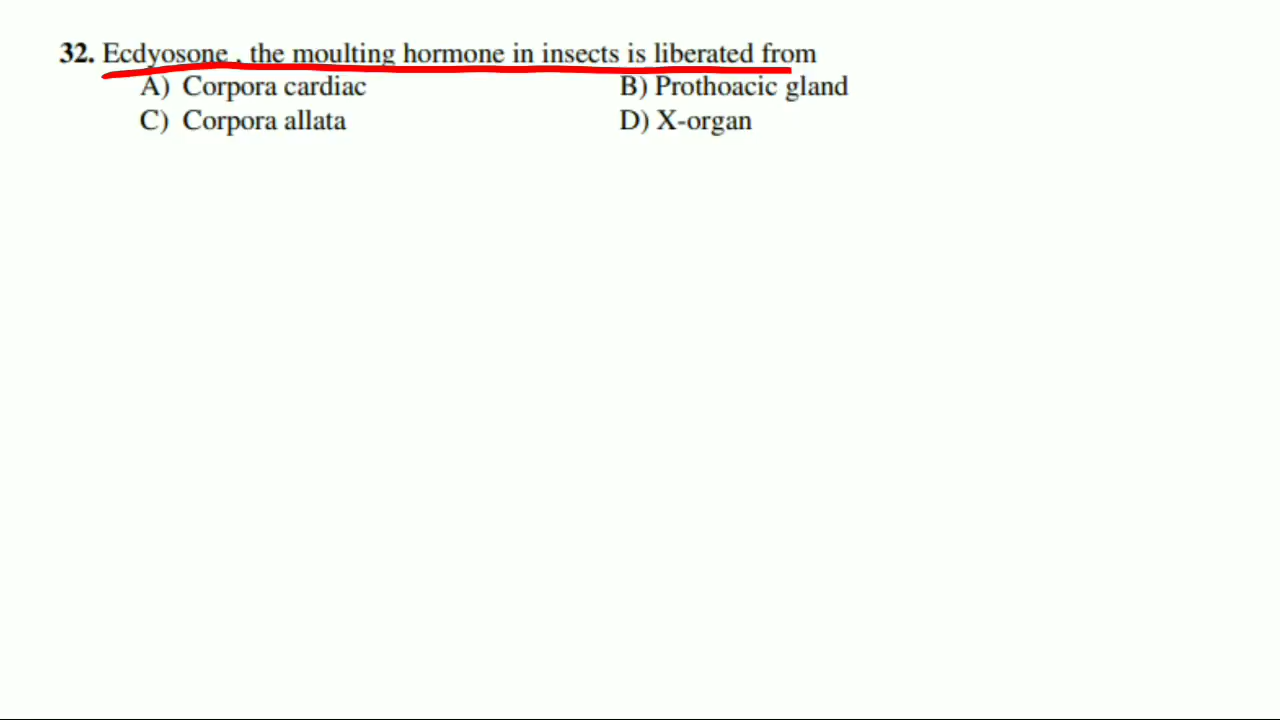 32. Ecdyosone , the moulting hormone in insects is liberated from
A) Corpora cardiac B) Prothoacic gland
C) Corpora allata D) X-organ